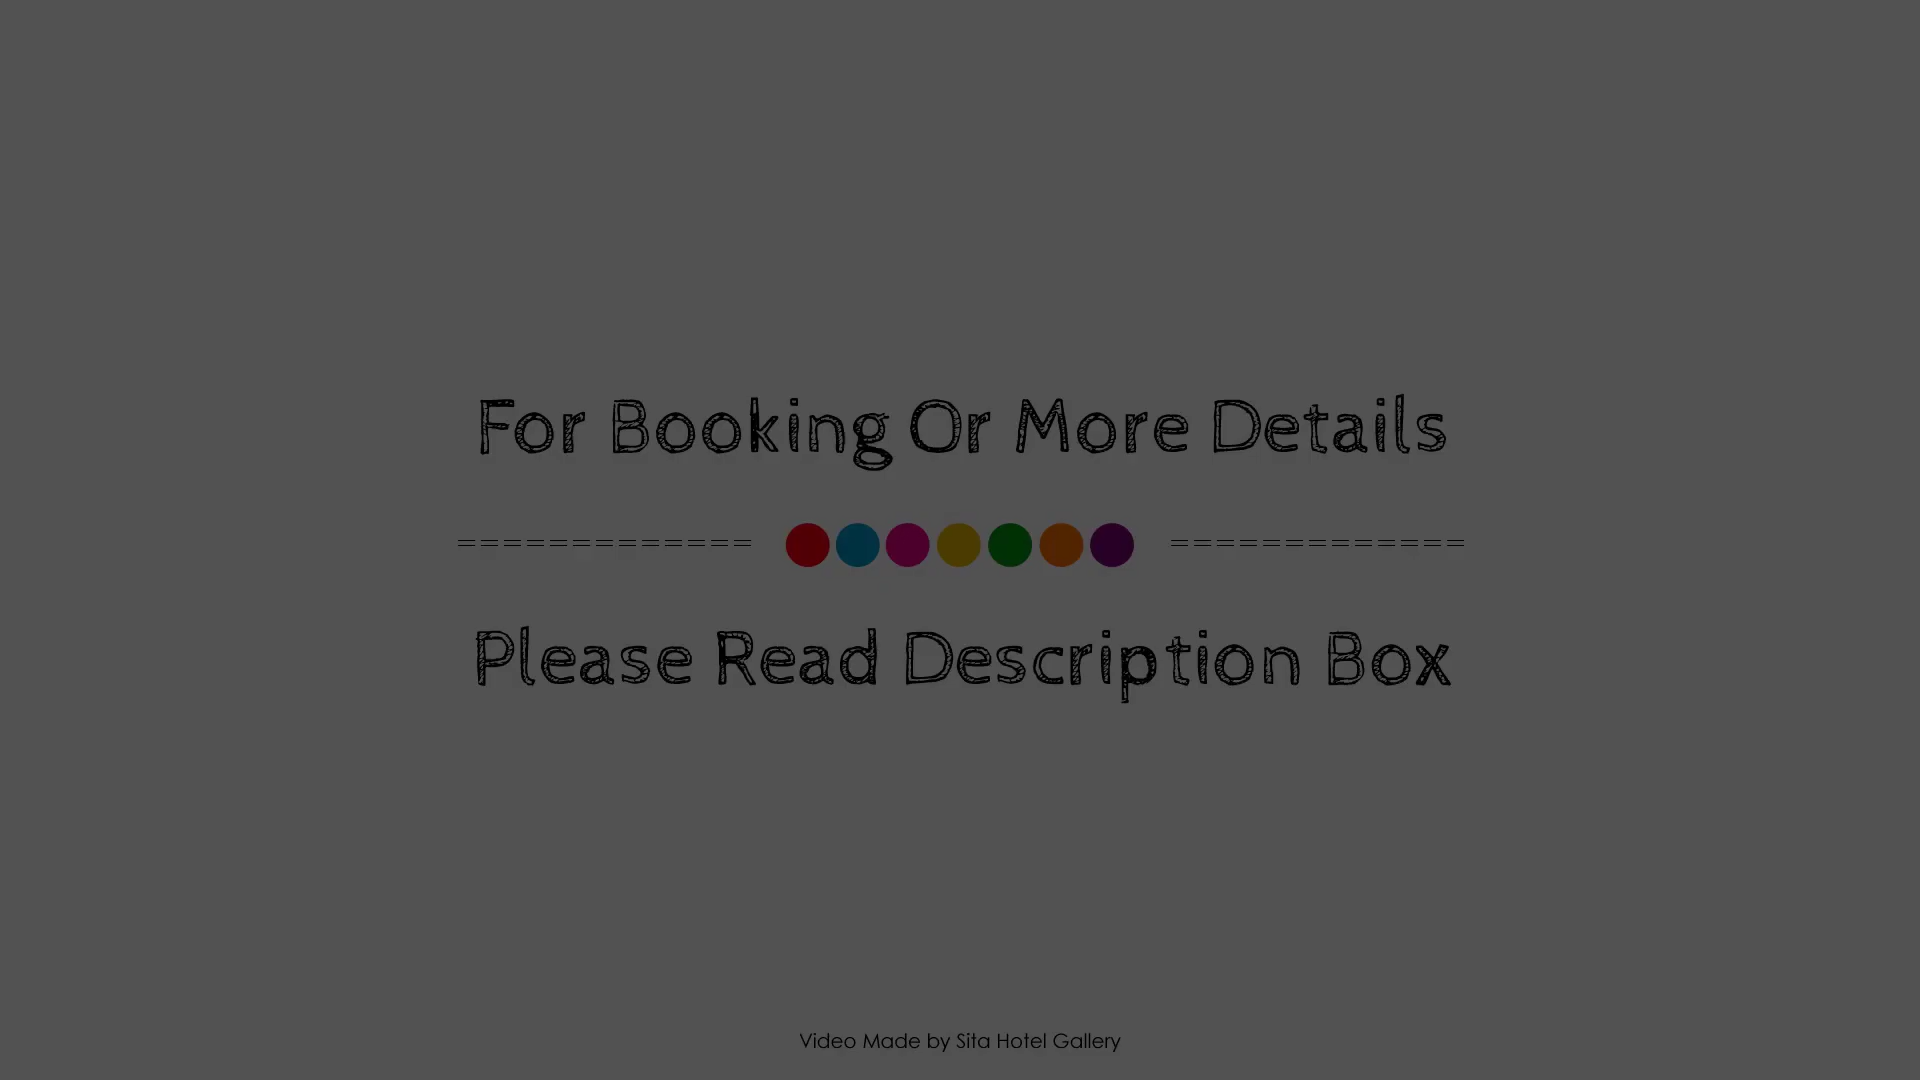 For Booking Or More Details
============= =============
Please Read Description Box
Video Made by Sita Hotel Gallery